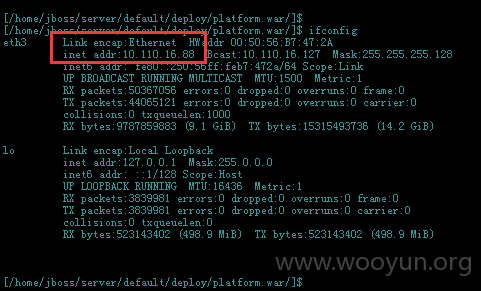 [/home/jboss/server/default/deploy/platform.war/]$
[/home/jboss/server/default/deploy/platform.war/]$ ifconfig
eth3 Link encap:Ethernet HWaddr 00:50:56:B7:47:2A
inet addr:10.110.16.88 Bcast:10.110.16.127 Mask:255.255.255.128
inet6 addr: fe80::250:56ff:feb7:472a/64 Scope:Link
UP BROADCAST RUNNING MULTICAST MTU:1500 Metric:1
RX packets:50367056 errors:0 dropped:0 overruns:0 frame:0
TX packets:44065121 errors:0 dropped:0 overruns:0 carrier:0
collisions:0 txqueuelen:1000
RX bytes:9787859883 (9.1 GiB) TX bytes:15315493736 (14.2 GiB)
lo Link encap:Local Loopback
inet addr:127.0.0.1 Mask:255.0.0.0
inet6 addr: ::1/128 Scope:Host
UP LOOPBACK RUNNING MTU:16436 Metric:1
RX packets:3839981 errors:0 dropped:0 overruns:0 frame:0
TX packets:3839981 errors:0 dropped:0 overruns:0 carrier:0
collisions:0 txqueuelen:0
RX bytes:523143402 (498.9 MiB) TX bytes:523143402 (498.9 MiB)
www.wooyun.org
[/home/jboss/server/default/deploy/platform.war/]$